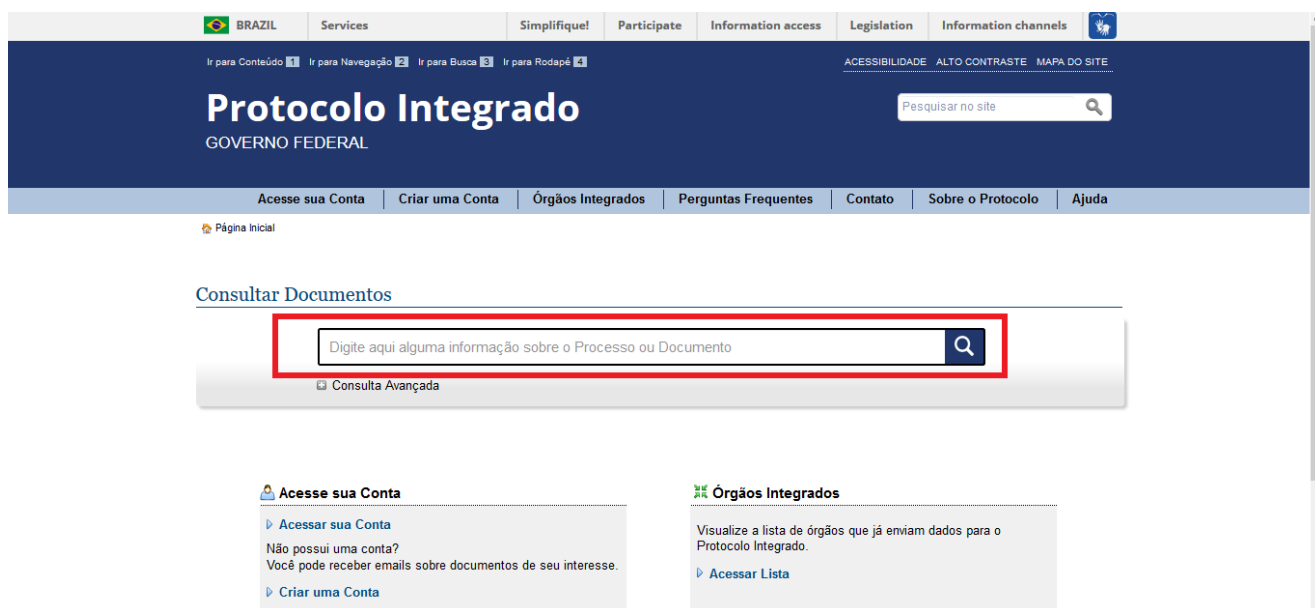 BRAZIL Services Simplifique! Participate Information access Legislation Information channels
Ir para Conteúdo 1 Ir para Navegação 2 Ir para Busca 3 Ir para Rodapé 4 ACESSIBILIDADE ALTO CONTRASTE MAPA DO SITE
Protocolo Integrado
Pesquisar no site
GOVERNO FEDERAL
Acesse sua Conta Criar uma Conta Órgãos Integrados Perguntas Frequentes Contato Sobre o Protocolo Ajuda
Página Inicial
Consultar Documentos
Digite aqui alguma informação sobre o Processo ou Documento
Consulta Avançada
Acesse sua Conta
Acessar sua Conta
Não possui uma conta?
Você pode receber emails sobre documentos de seu interesse.
Criar uma Conta
Órgãos Integrados
Visualize a lista de órgãos que já enviam dados para o
Protocolo Integrado.
Acessar Lista